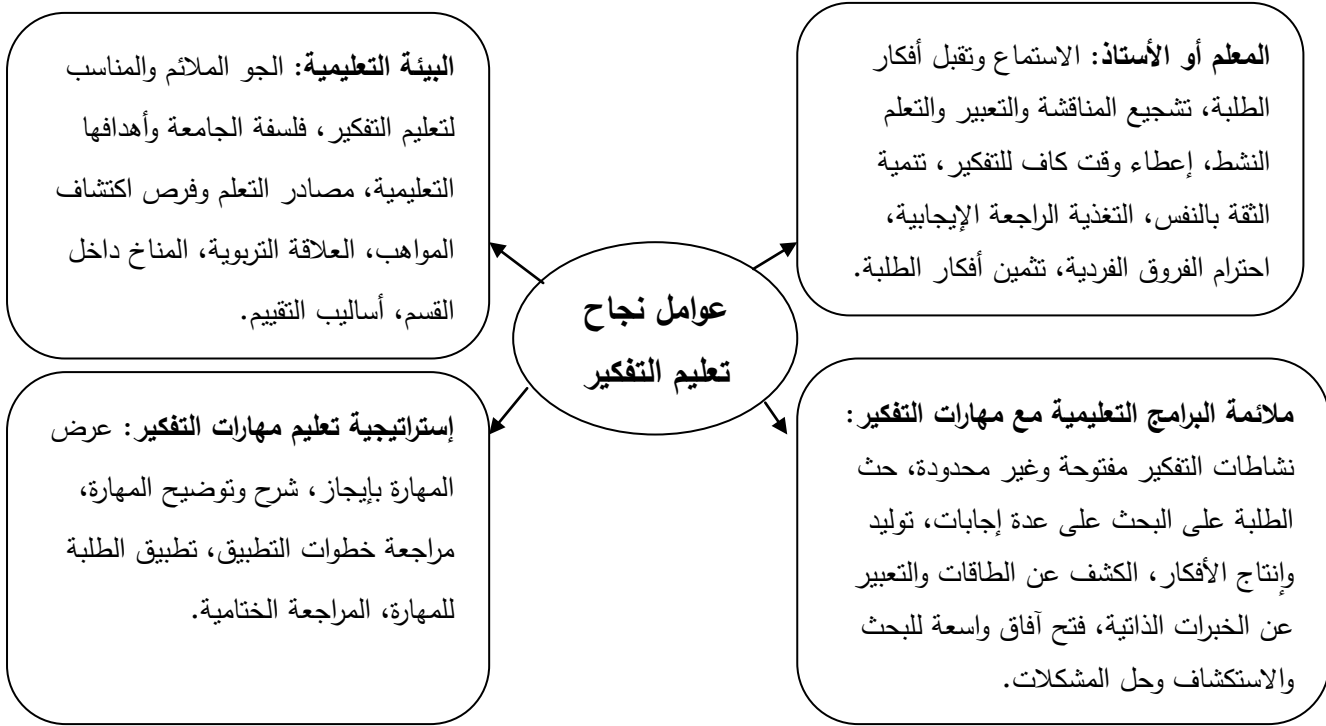 المعلم أو الأستاذ: الاستماع وتقبل أفكار
الطلبة، تشجيع المناقشة والتعبير والتعلم
النشط، إعطاء وقت كاف للتفكير، تنمية
الثقة بالنفس، التغذية الراجعة الإيجابية،
احترام الفروق الفردية، تثمين أفكار الطلبة.
البيئة التعليمية: الجو الملائم والمناسب
لتعليم التفكير، فلسفة الجامعة وأهدافها
التعليمية، مصادر التعلم وفرص اكتشاف
المواهب، العلاقة التربوية، المناخ داخل
القسم، أساليب التقييم.
عوامل نجاح
تعليم التفكير
ملائمة البرامج التعليمية مع مهارات التفكير:
نشاطات التفكير مفتوحة وغير محدودة، حث
الطلبة على البحث على عدة إجابات، توليد
وإنتاج الأفكار، الكشف عن الطاقات والتعبير
عن الخبرات الذاتية، فتح آفاق واسعة للبحث
والاستكشاف وحل المشكلات.
إستراتيجية تعليم مهارات التفكير: عرض
المهارة بإيجاز، شرح وتوضيح المهارة،
مراجعة خطوات التطبيق، تطبيق الطلبة
للمهارة، المراجعة الختامية.